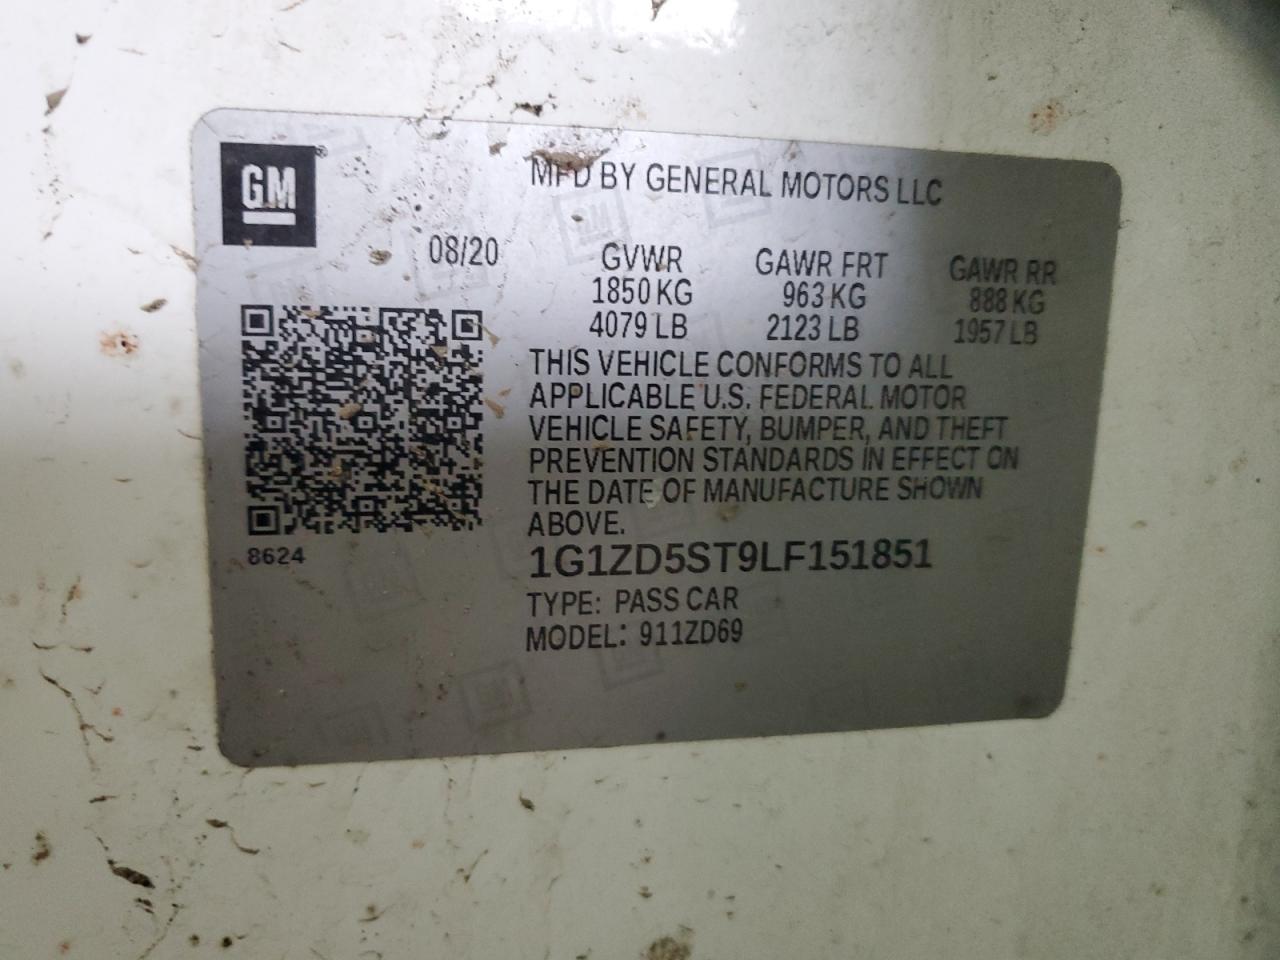 GM
MFD BY GENERAL MOTORS LLC
08/20
GVWR GAWR FRT GAWR RR
1850 KG 963 KG 888 KG
4079 LB 2123 LB 1957 LB
THIS VEHICLE CONFORMS TO ALL
APPLICABLE U.S. FEDERAL MOTOR
VEHICLE SAFETY, BUMPER, AND THEFT
PREVENTION STANDARDS IN EFFECT ON
THE DATE OF MANUFACTURE SHOWN
ABOVE.
8624
1G1ZD5ST9LF151851
TYPE: PASS CAR
MODEL: 911ZD69